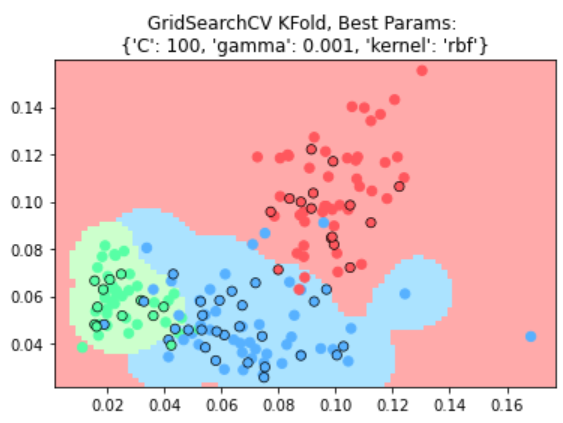 GridSearchCV KFold, Best Params:
{'C': 100, 'gamma': 0.001, 'kernel': 'rbf'}
0.14
0.12
0.10
0.08
0.06
0.04
0.02 0.04 0.06 0.08 0.10 0.12 0.14 0.16